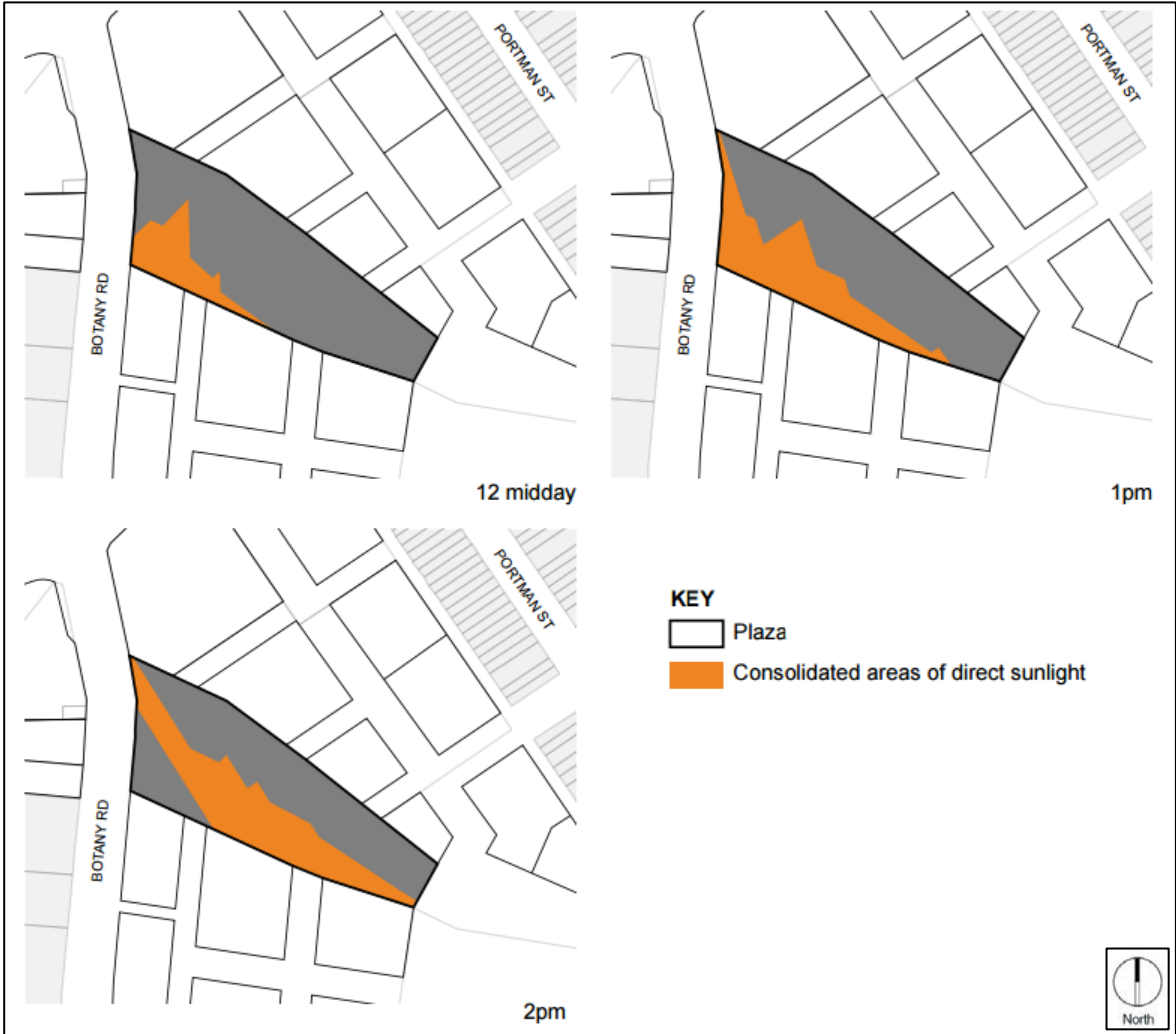 PORTMAN ST
BOTANY RD
12 midday
PORTMAN ST
BOTANY RD
1pm
PORTMAN ST
BOTANY RD
2pm
KEY
Plaza
Consolidated areas of direct sunlight
North